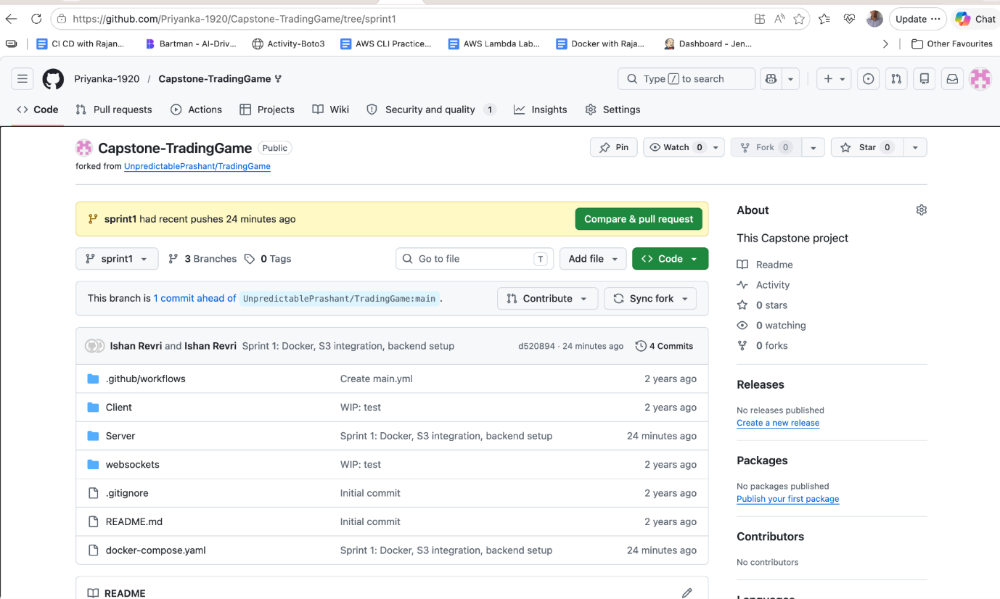 https://github.com/Priyanka-1920/Capstone-TradingGame/tree/sprint1
Update
Chat
CI CD with Rajan...
Bartman - AI-Driv...
Activity-Boto3
AWS CLI Practice...
AWS Lambda Lab...
Docker with Raja...
Dashboard - Jen...
Other Favourites
Priyanka-1920 / Capstone-TradingGame
Type / to search
Code
Pull requests
Actions
Projects
Wiki
Security and quality 1
Insights
Settings
Capstone-TradingGame Public
Pin
Watch 0
Fork 0
Star 0
forked from UnpredictablePrashant/TradingGame
sprint1 had recent pushes 24 minutes ago
Compare & pull request
sprint1
3 Branches
0 Tags
Go to file T
Add file
Code
This branch is 1 commit ahead of UnpredictablePrashant/TradingGame:main .
Contribute
Sync fork
Ishan Revri and Ishan Revri Sprint 1: Docker, S3 integration, backend setup d520894 · 24 minutes ago 4 Commits
.github/workflows Create main.yml 2 years ago
Client WIP: test 2 years ago
Server Sprint 1: Docker, S3 integration, backend setup 24 minutes ago
websockets WIP: test 2 years ago
.gitignore Initial commit 2 years ago
README.md Initial commit 2 years ago
docker-compose.yaml Sprint 1: Docker, S3 integration, backend setup 24 minutes ago
README
About
This Capstone project
Readme
Activity
0 stars
0 watching
0 forks
Releases
No releases published
Create a new release
Packages
No packages published
Publish your first package
Contributors
No contributors